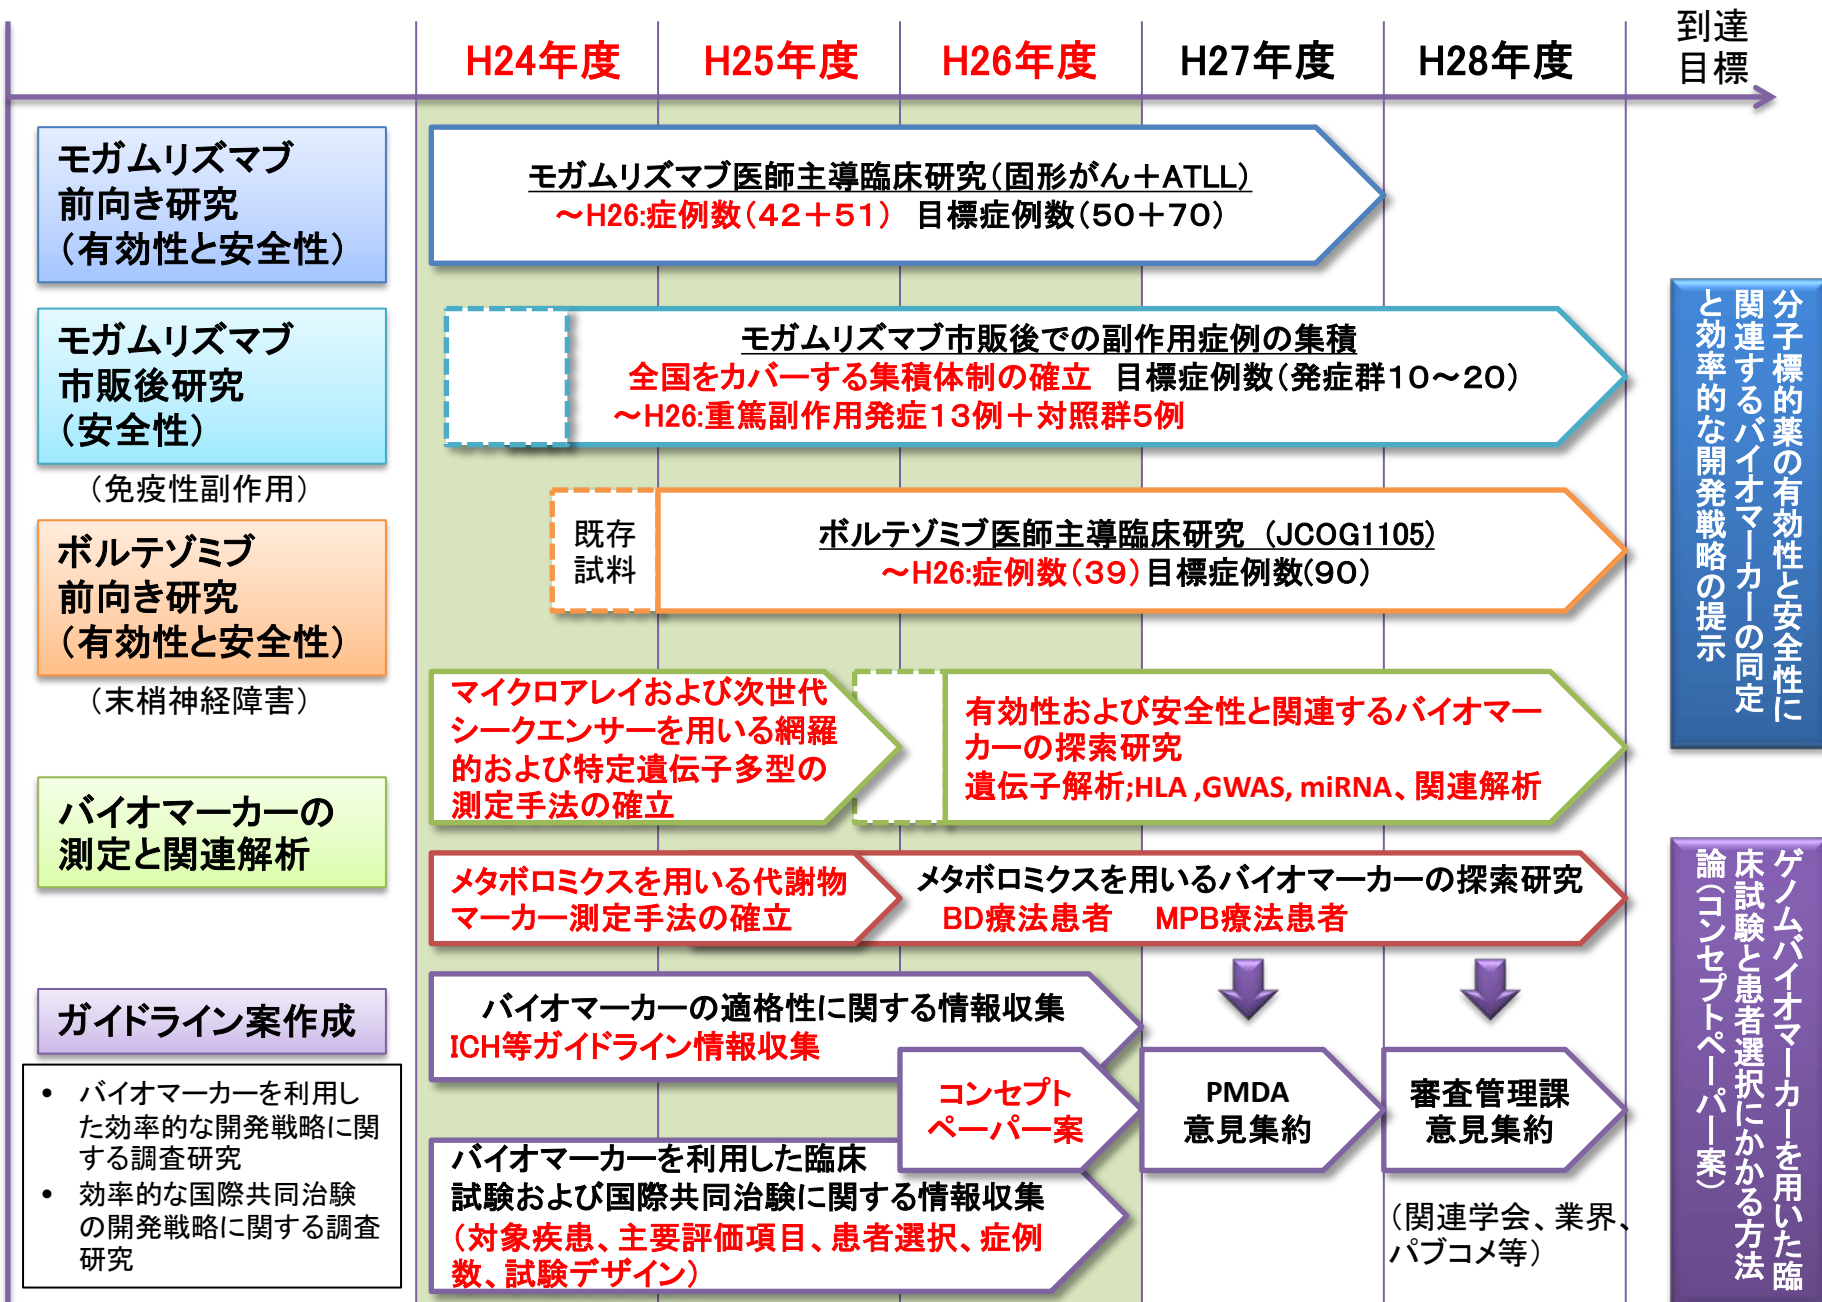 H24年度
H25年度
H26年度
H27年度
H28年度
到達
目標
モガムリズマブ
前向き研究
（有効性と安全性）
モガムリズマブ医師主導臨床研究（固形がん＋ATLL）
～H26:症例数（４２＋５１） 目標症例数（５０＋７０）
モガムリズマブ
市販後研究
（安全性）
（免疫性副作用）
モガムリズマブ市販後での副作用症例の集積
全国をカバーする集積体制の確立 目標症例数（発症群１０～２０）
～H26:重篤副作用発症１３例＋対照群５例
ボルテゾミブ
前向き研究
（有効性と安全性）
（末梢神経障害）
既存
試料
ボルテゾミブ医師主導臨床研究 （JCOG1105）
～H26:症例数（３９）目標症例数(９０）
バイオマーカーの
測定と関連解析
マイクロアレイおよび次世代
シークエンサーを用いる網羅
的および特定遺伝子多型の
測定手法の確立
有効性および安全性と関連するバイオマー
カーの探索研究
遺伝子解析;HLA ,GWAS, miRNA、関連解析
メタボロミクスを用いる代謝物
マーカー測定手法の確立
メタボロミクスを用いるバイオマーカーの探索研究
BD療法患者 MPB療法患者
ガイドライン案作成
• バイオマーカーを利用し
た効率的な開発戦略に関
する調査研究
• 効率的な国際共同治験
の開発戦略に関する調査
研究
バイオマーカーの適格性に関する情報収集
ICH等ガイドライン情報収集
コンセプト
ペーパー案
PMDA
意見集約
審査管理課
意見集約
バイオマーカーを利用した臨床
試験および国際共同治験に関する情報収集
（対象疾患、主要評価項目、患者選択、症例
数、試験デザイン）
（関連学会、業界、
パブコメ等）
分子標的薬の有効性と安全性に
関連するバイオマーカーの同定
と効率的な開発戦略の提示
ゲノムバイオマーカーを用いた臨
床試験と患者選択にかかる方法
論（コンセプトペーパー案）